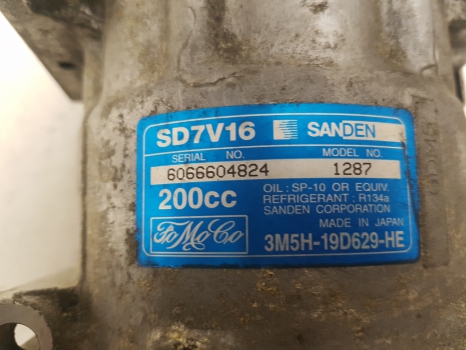 SD7V16 SANDEN
SERIAL NO. MODEL NO.
6066604824 1287
200cc OIL : SP-10 OR EQUIV.
REFRIGERANT : R134a
SANDEN CORPORATION
MADE IN JAPAN
FoMoCo 3M5H-19D629-HE